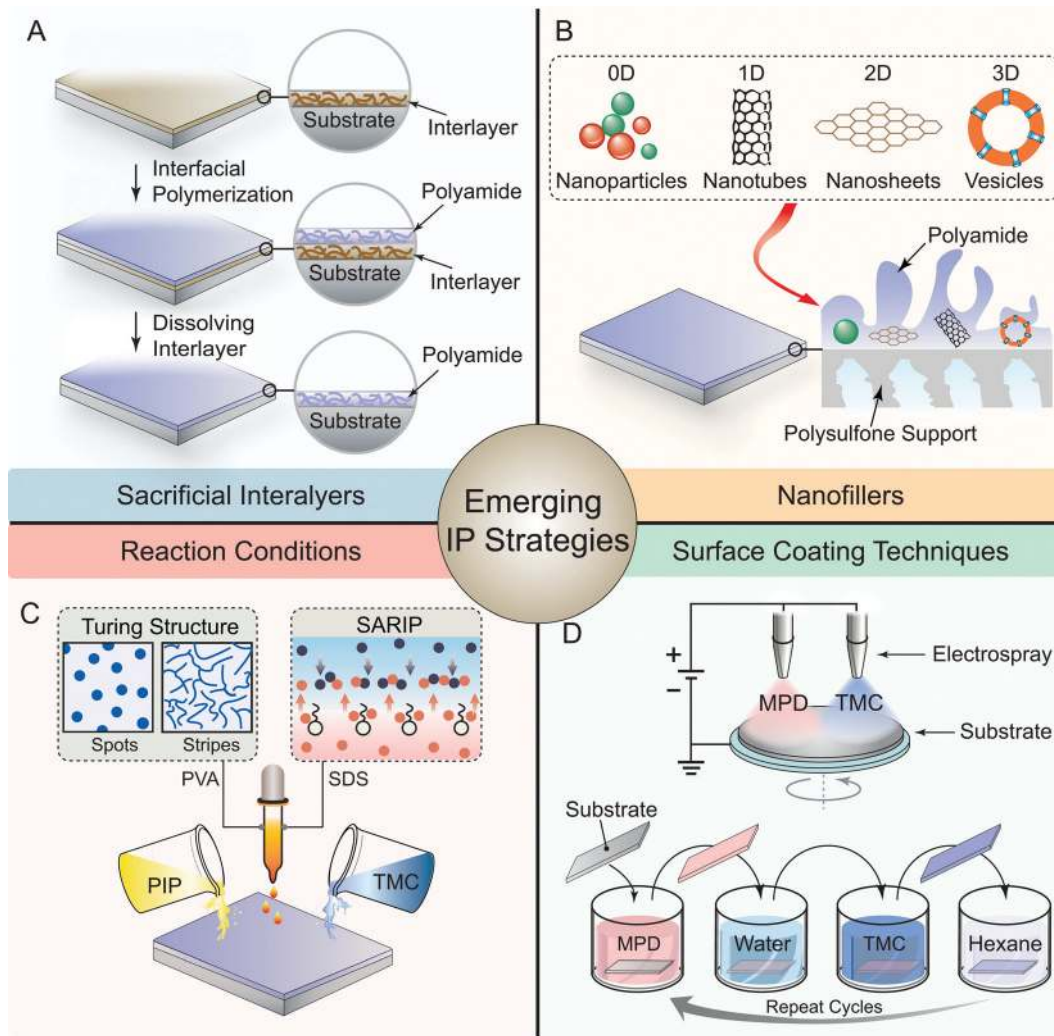 A
Substrate
Interlayer
Interfacial
Polymerization
Polyamide
Substrate
Interlayer
Dissolving
Interlayer
Polyamide
Substrate
B
0D
1D
2D
3D
Nanoparticles
Nanotubes
Nanosheets
Vesicles
Polyamide
Polysulfone Support
Sacrificial Interalyers
Nanofillers
Emerging
IP Strategies
Reaction Conditions
Surface Coating Techniques
C
Turing Structure
Spots
Stripes
SARIP
PVA
SDS
PIP
TMC
D
+
−
Electrospray
MPD
TMC
Substrate
Substrate
MPD
Water
TMC
Hexane
Repeat Cycles